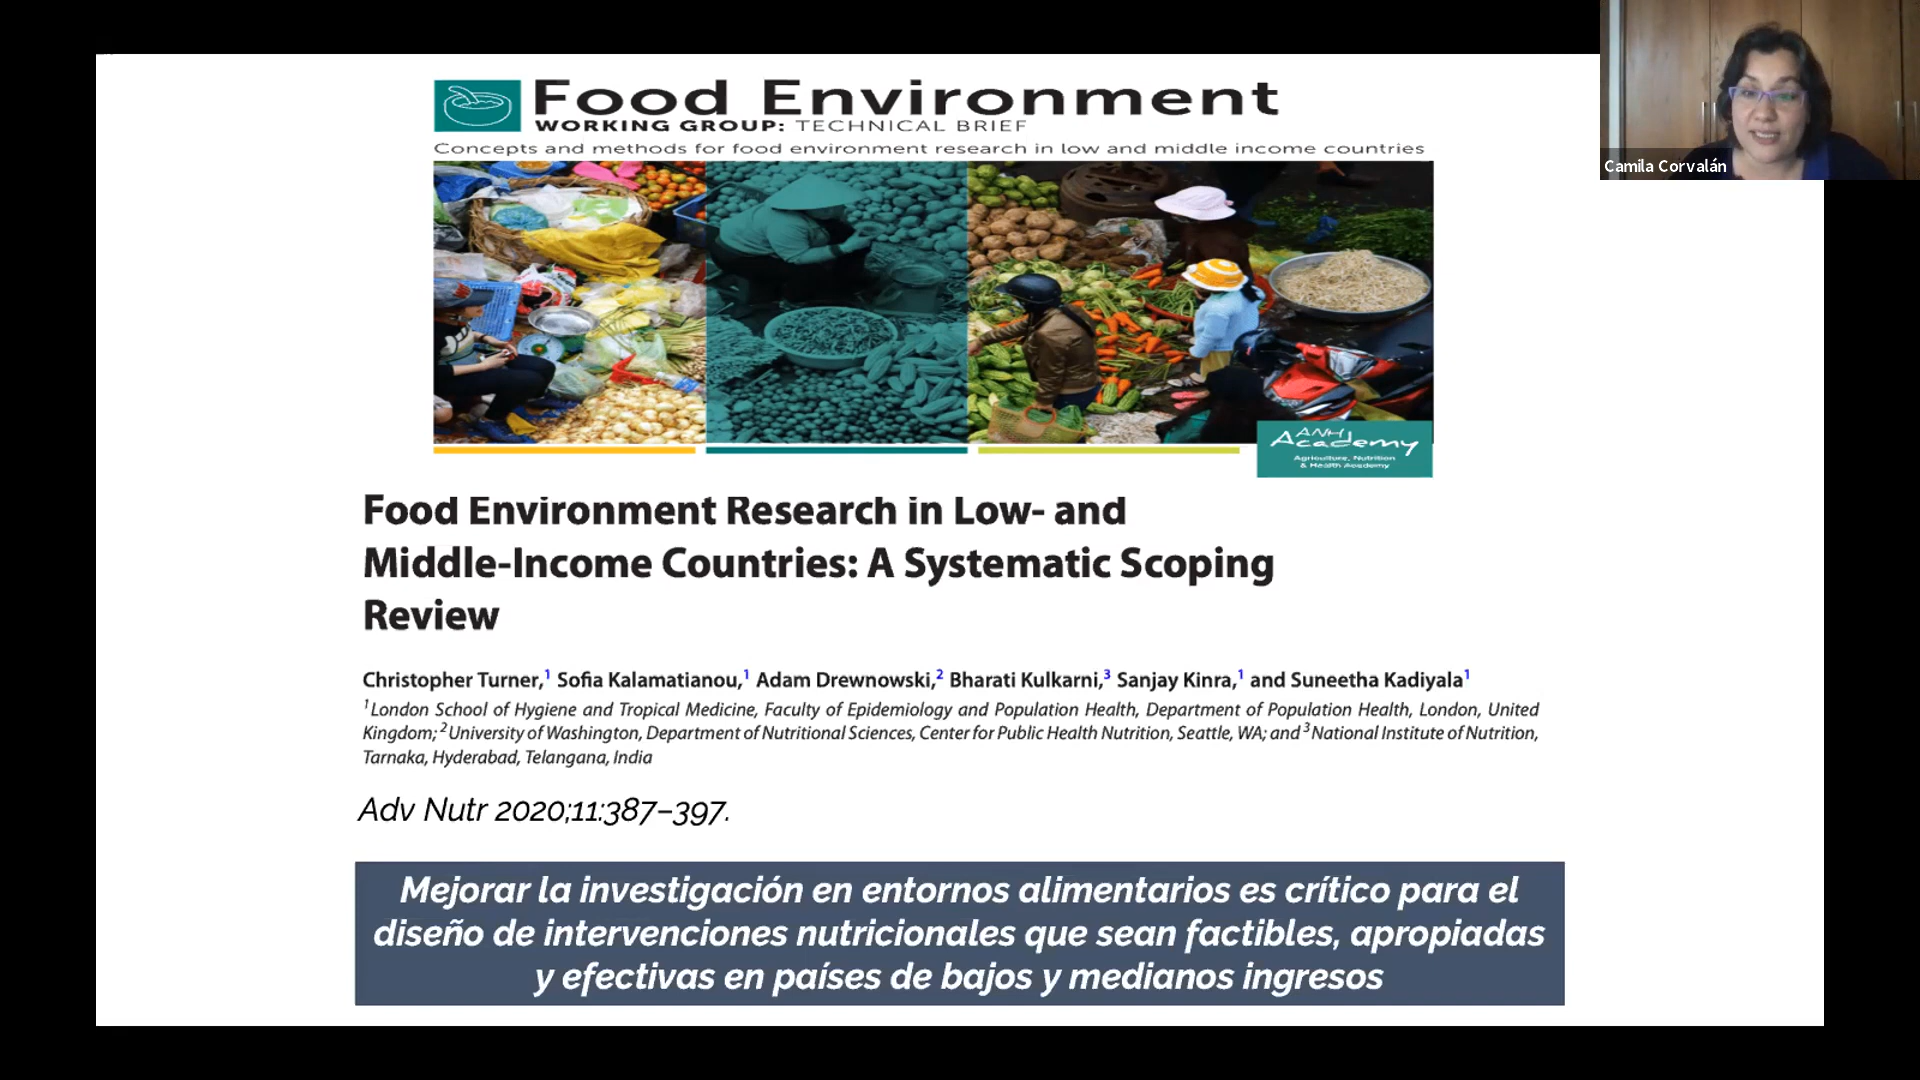 Food Environment
WORKING GROUP: TECHNICAL BRIEF
Concepts and methods for food environment research in low and middle income countries
Camila Corvalán
ANH
Academy
Agriculture, Nutrition
& Health Academy
Food Environment Research in Low- and
Middle-Income Countries: A Systematic Scoping
Review
Christopher Turner,1 Sofia Kalamatianou,1 Adam Drewnowski,2 Bharati Kulkarni,3 Sanjay Kinra,1 and Suneetha Kadiyala1
1London School of Hygiene and Tropical Medicine, Faculty of Epidemiology and Population Health, Department of Population Health, London, United
Kingdom; 2University of Washington, Department of Nutritional Sciences, Center for Public Health Nutrition, Seattle, WA; and 3National Institute of Nutrition,
Tarnaka, Hyderabad, Telangana, India
Adv Nutr 2020;11:387–397.
Mejorar la investigación en entornos alimentarios es crítico para el
diseño de intervenciones nutricionales que sean factibles, apropiadas
y efectivas en países de bajos y medianos ingresos